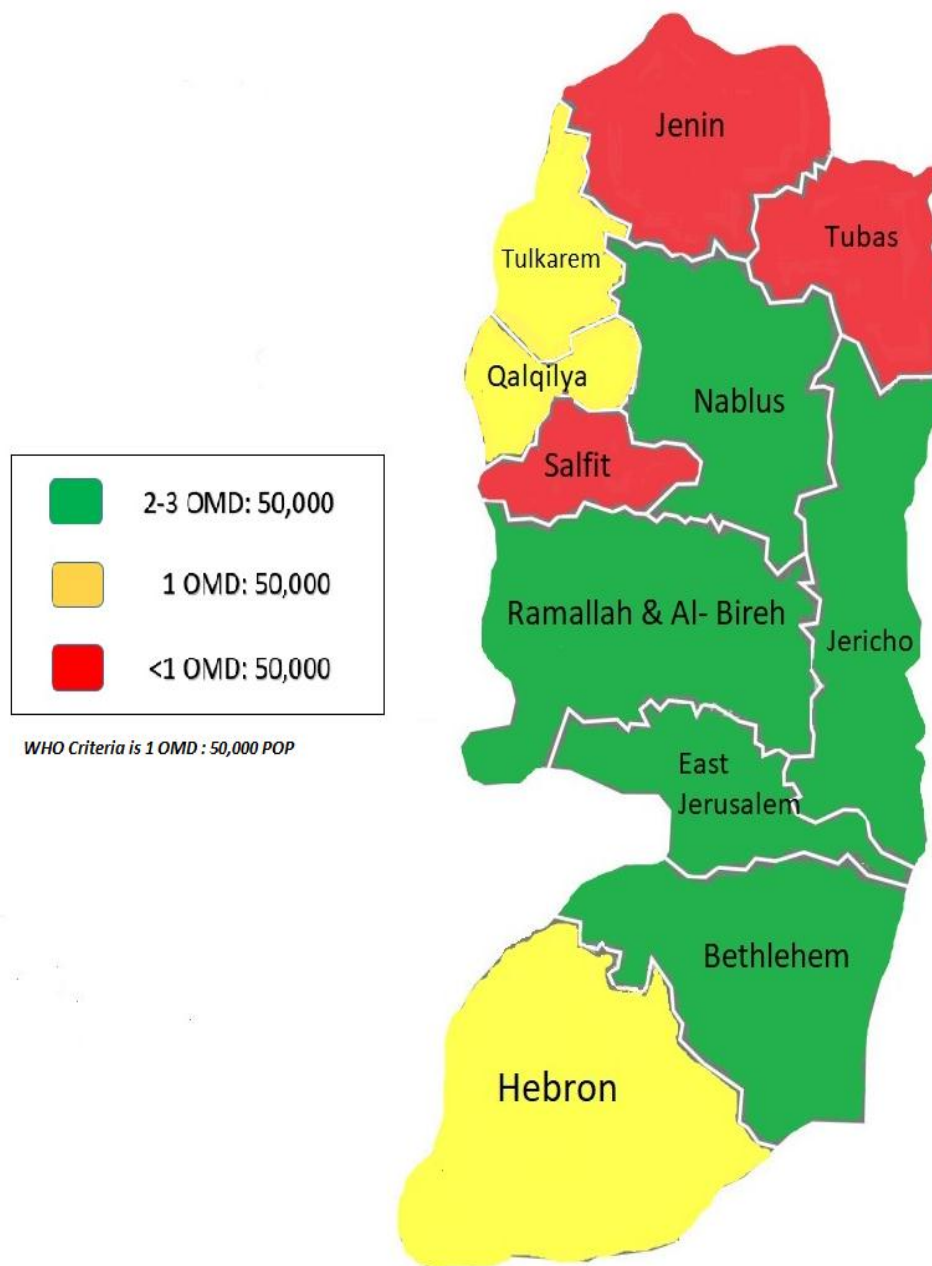 Jenin
Tubas
Tulkarem
Qalqilya
Nablus
Salfit
2-3 OMD: 50,000
1 OMD: 50,000
<1 OMD: 50,000
WHO Criteria is 1 OMD : 50,000 POP
Ramallah & Al- Bireh
Jericho
East
Jerusalem
Bethlehem
Hebron